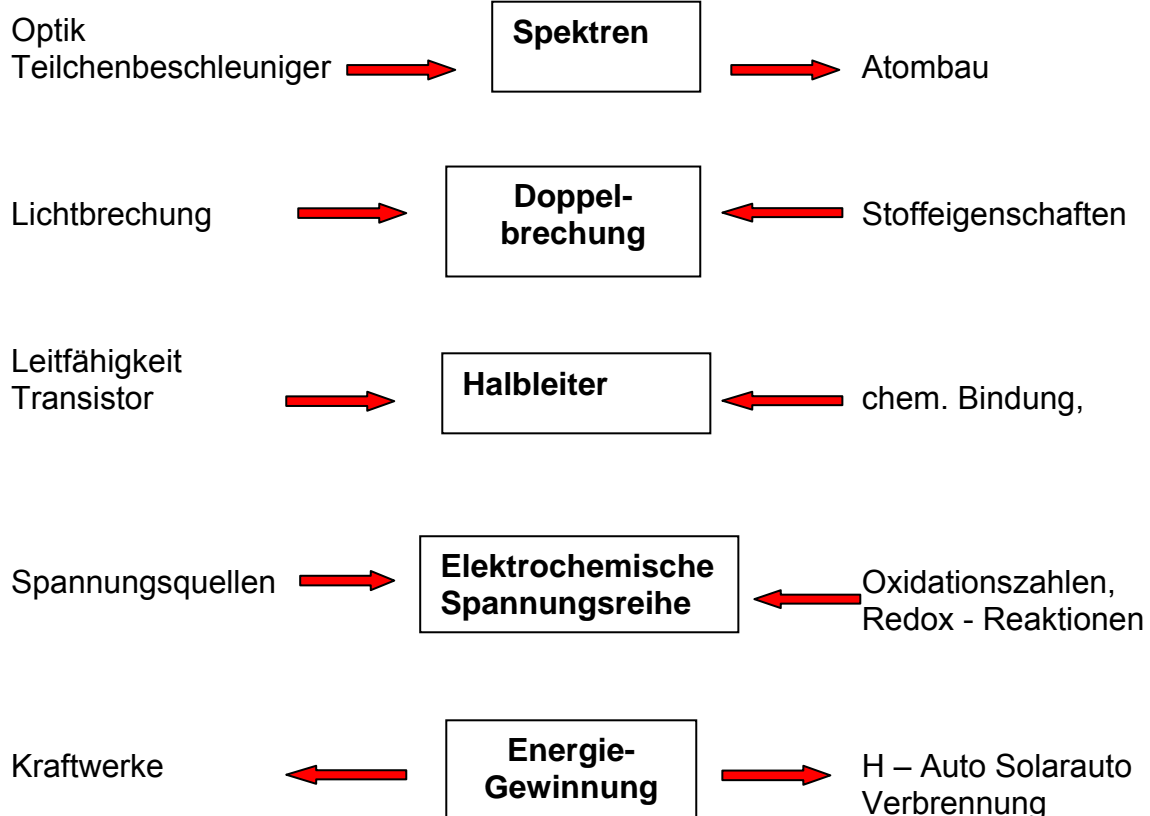 Optik
Teilchenbeschleuniger
Spektren
Atombau
Lichtbrechung
Doppel-
brechung
Stoffeigenschaften
Leitfähigkeit
Transistor
Halbleiter
chem. Bindung,
Spannungsquellen
Elektrochemische
Spannungsreihe
Oxidationszahlen,
Redox - Reaktionen
Kraftwerke
Energie-
Gewinnung
H – Auto Solarauto
Verbrennung